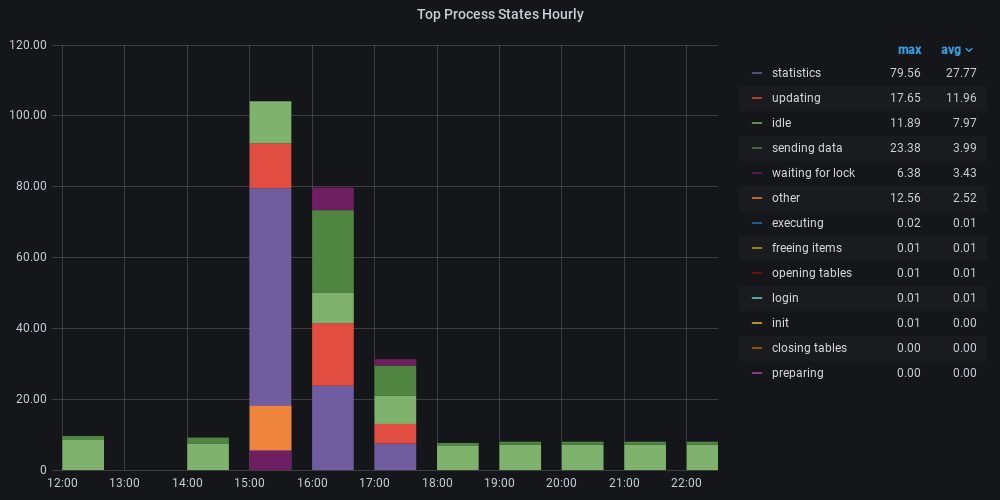 Top Process States Hourly
120.00
100.00
80.00
60.00
40.00
20.00
0
12:00 13:00 14:00 15:00 16:00 17:00 18:00 19:00 20:00 21:00 22:00
max avg
statistics 79.56 27.77
updating 17.65 11.96
idle 11.89 7.97
sending data 23.38 3.99
waiting for lock 6.38 3.43
other 12.56 2.52
executing 0.02 0.01
freeing items 0.01 0.01
opening tables 0.01 0.01
login 0.01 0.01
init 0.01 0.00
closing tables 0.00 0.00
preparing 0.00 0.00